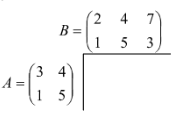 B = (2 4 7
1 5 3)
A = (3 4
1 5)